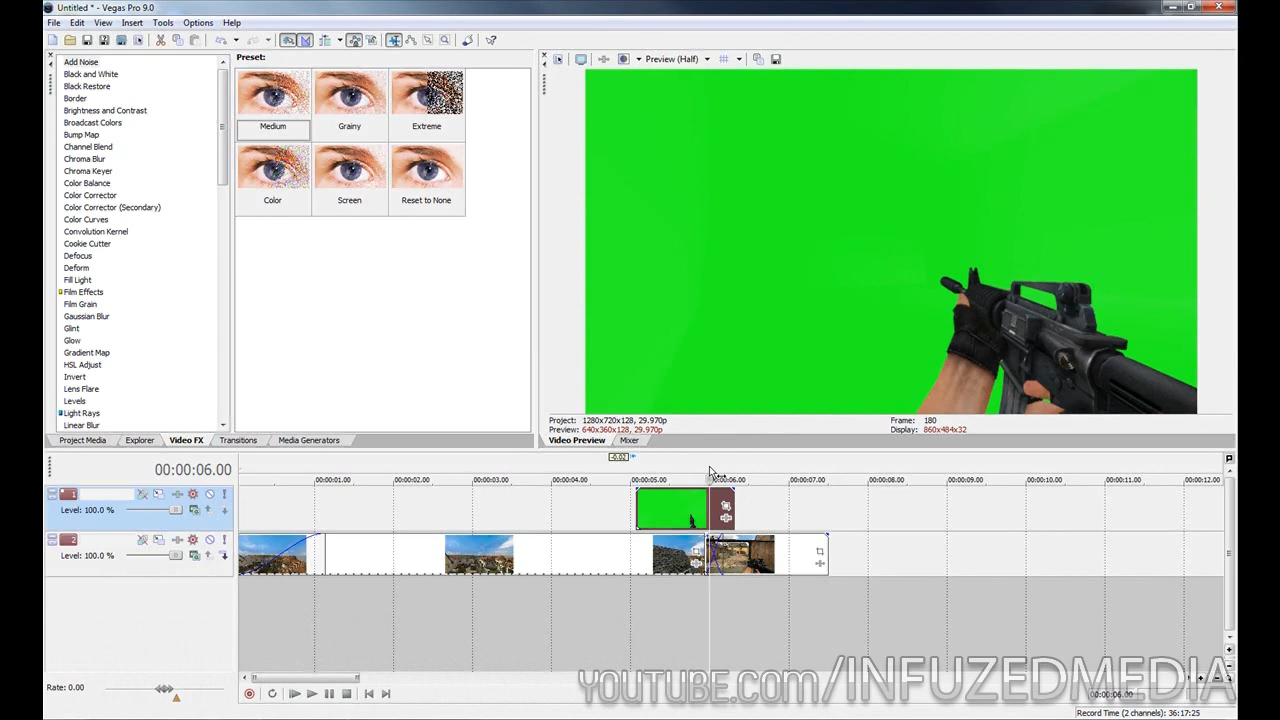 Untitled * - Vegas Pro 9.0
File Edit View Insert Tools Options Help
Add Noise
Black and White
Black Restore
Border
Brightness and Contrast
Broadcast Colors
Bump Map
Channel Blend
Chroma Blur
Chroma Keyer
Color Balance
Color Corrector
Color Corrector (Secondary)
Color Curves
Convolution Kernel
Cookie Cutter
Defocus
Deform
Fill Light
Film Effects
Film Grain
Gaussian Blur
Glint
Glow
Gradient Map
HSL Adjust
Invert
Lens Flare
Levels
Light Rays
Linear Blur
Preset:
Medium Grainy Extreme
Color Screen Reset to None
Preview (Half)
Project: 1280x720x128, 29.970p
Preview: 640x360x128, 29.970p
Frame: 180
Display: 860x484x32
Project Media Explorer Video FX Transitions Media Generators
Video Preview Mixer
-0.02
00:00:06.00
00:00:01.00 00:00:02.00 00:00:03.00 00:00:04.00 00:00:05.00 00:00:06.00 00:00:07.00 00:00:08.00 00:00:09.00 00:00:10.00 00:00:11.00 00:00:12.00
1
Level: 100.0 %
2
Level: 100.0 %
Rate: 0.00
00:00:06.00
YOUTUBE.COM/INFUZEDMEDIA
Record Time (2 channels): 36:17:25